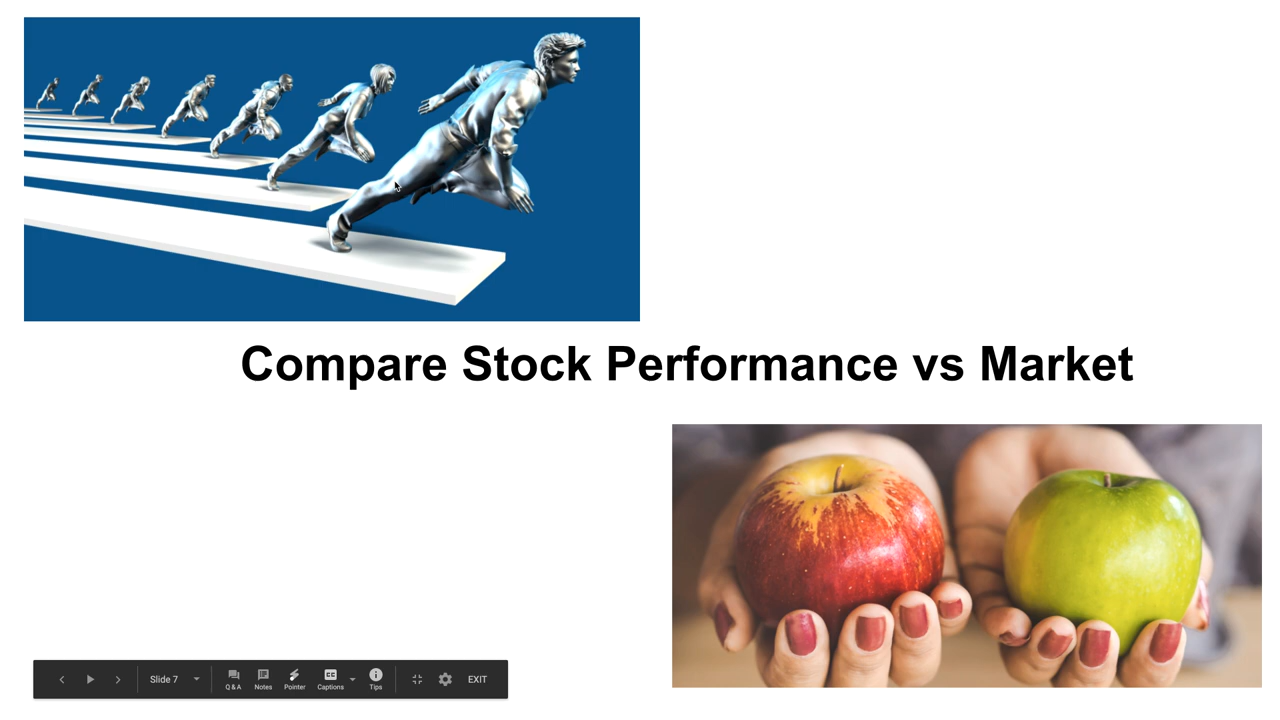 Compare Stock Performance vs Market
Slide 7
Q&A
Notes
Pointer
Captions
Tips
EXIT